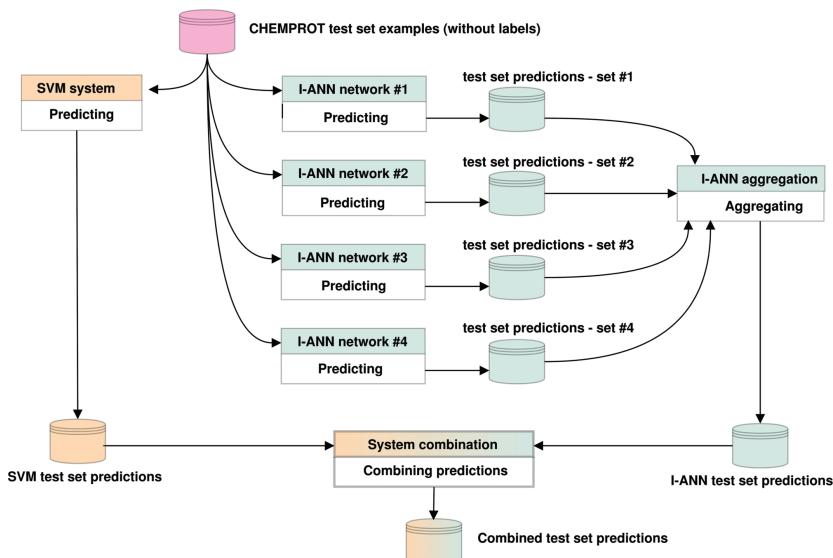 CHEMPROT test set examples (without labels)
SVM system
Predicting
I-ANN network #1
Predicting
test set predictions - set #1
I-ANN network #2
Predicting
test set predictions - set #2
I-ANN aggregation
Aggregating
I-ANN network #3
Predicting
test set predictions - set #3
I-ANN network #4
Predicting
test set predictions - set #4
SVM test set predictions
System combination
Combining predictions
I-ANN test set predictions
Combined test set predictions